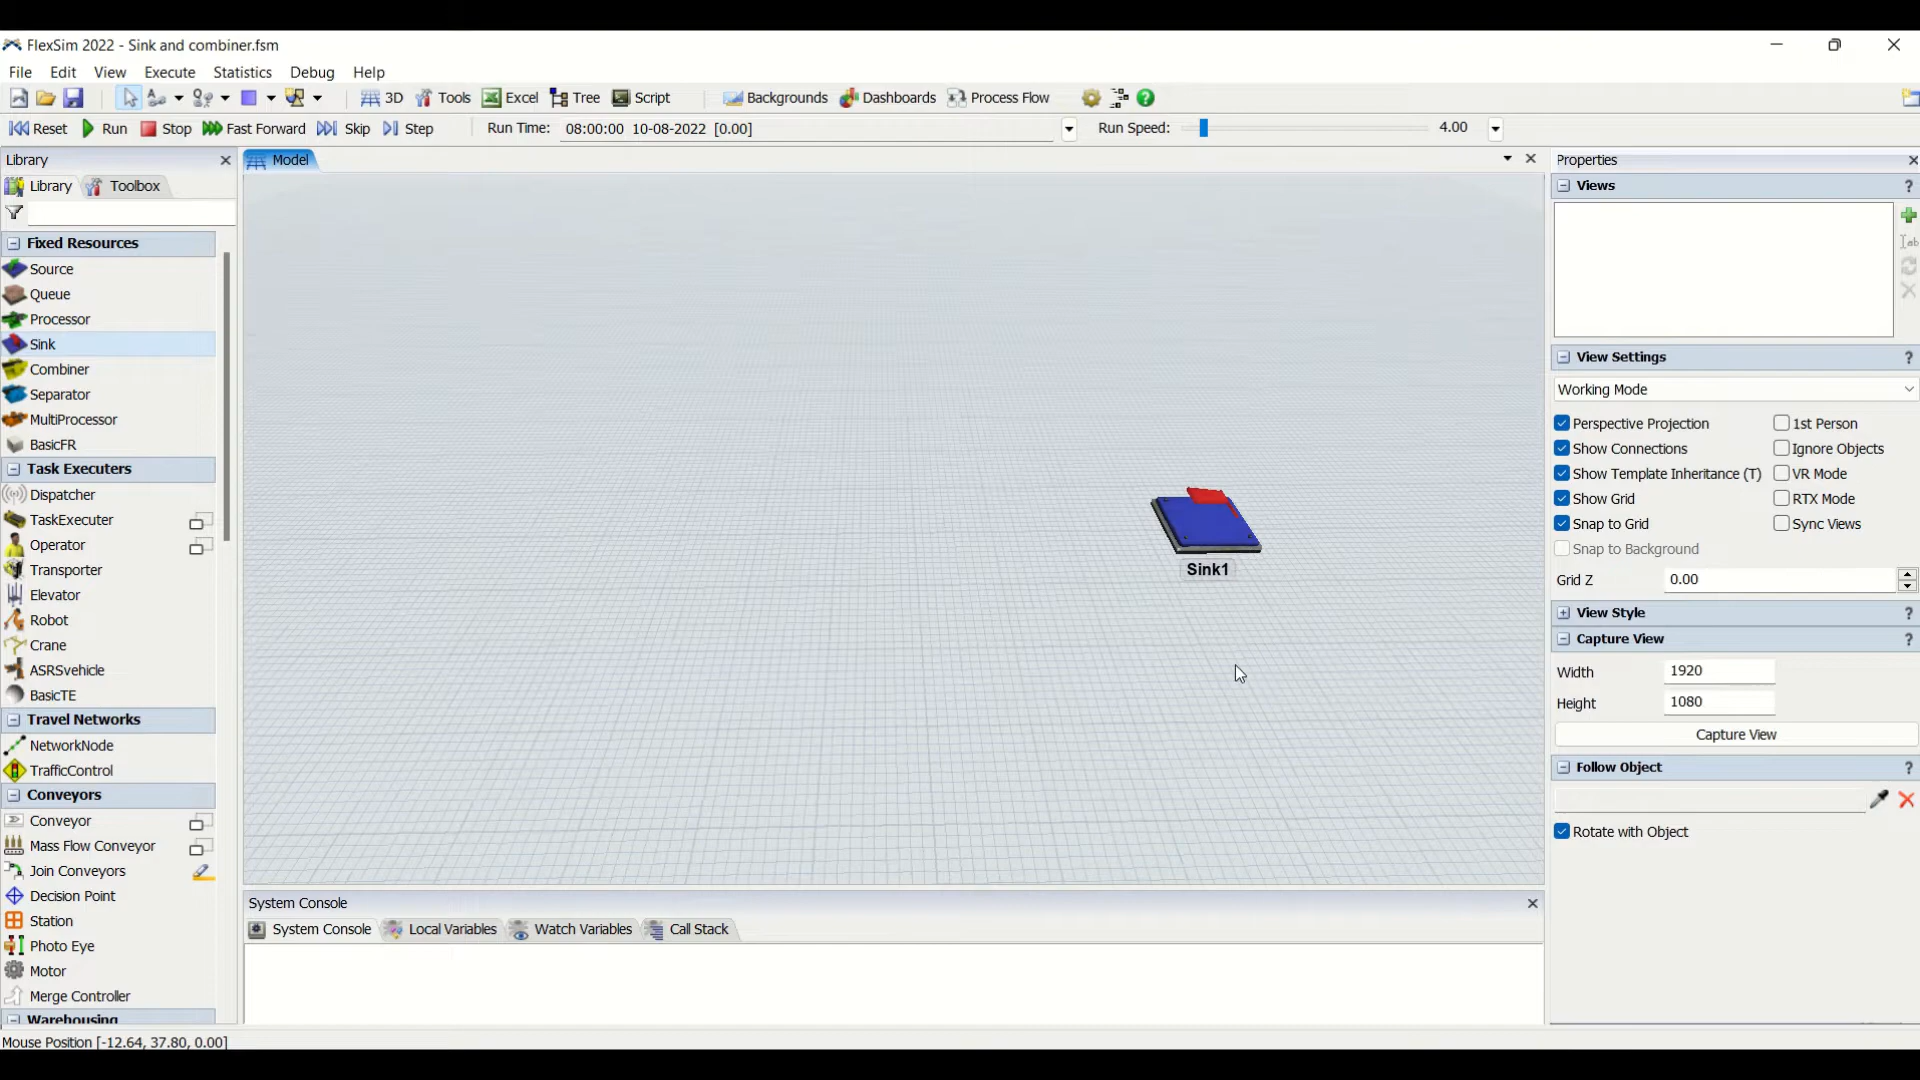 FlexSim 2022 - Sink and combiner.fsm
File Edit View Execute Statistics Debug Help
3D Tools Excel Tree Script Backgrounds Dashboards Process Flow
Reset Run Stop Fast Forward Skip Step Run Time: 08:00:00 10-08-2022 [0.00] Run Speed: 4.00
Library
Library Toolbox
Fixed Resources
Source
Queue
Processor
Sink
Combiner
Separator
MultiProcessor
BasicFR
Task Executers
Dispatcher
TaskExecuter
Operator
Transporter
Elevator
Robot
Crane
ASRSvehicle
BasicTE
Travel Networks
NetworkNode
TrafficControl
Conveyors
Conveyor
Mass Flow Conveyor
Join Conveyors
Decision Point
Station
Photo Eye
Motor
Merge Controller
Warehousing
Model
Sink1
System Console
System Console Local Variables Watch Variables Call Stack
Properties
Views ?
View Settings ?
Working Mode
Perspective Projection 1st Person
Show Connections Ignore Objects
Show Template Inheritance (T) VR Mode
Show Grid RTX Mode
Snap to Grid Sync Views
Snap to Background
Grid Z 0.00
View Style ?
Capture View ?
Width 1920
Height 1080
Capture View
Follow Object ?
Rotate with Object
Mouse Position [-12.64, 37.80, 0.00]